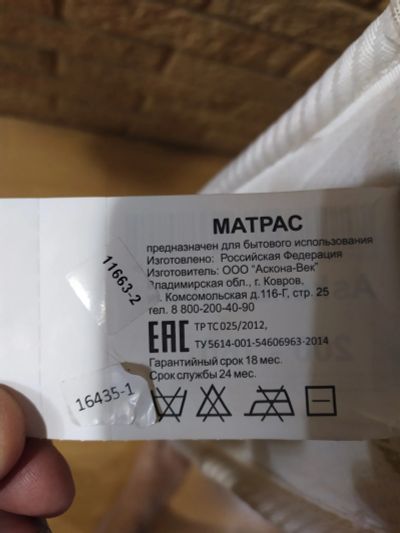 МАТРАС
предназначен для бытового использования
Изготовлено: Российская Федерация
Изготовитель: ООО "Аскона-Век"
Владимирская обл., г. Ковров,
ул. Комсомольская д.116-Г, стр. 25
тел. 8 800-200-40-90
ЕАС ТР ТС 025/2012,
ТУ 5614-001-54606963-2014
Гарантийный срок 18 мес.
Срок службы 24 мес.
11663-2
16435-1